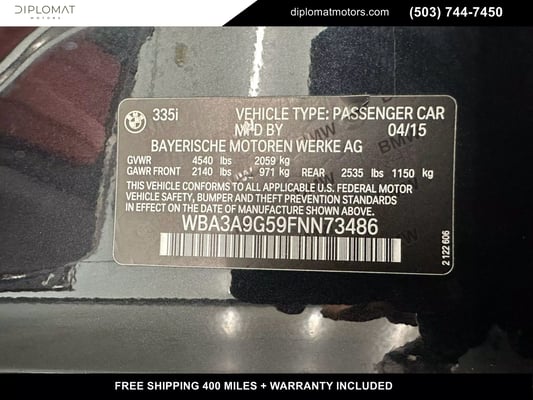 DIPLOMAT
MOTORS
diplomatmotors.com (503) 744-7450
335i VEHICLE TYPE: PASSENGER CAR
MFD BY 04/15
BAYERISCHE MOTOREN WERKE AG
GVWR 4540 lbs 2059 kg
GAWR FRONT 2140 lbs 971 kg REAR 2535 lbs 1150 kg
THIS VEHICLE CONFORMS TO ALL APPLICABLE U.S. FEDERAL MOTOR
VEHICLE SAFETY, BUMPER AND THEFT PREVENTION STANDARDS
IN EFFECT ON THE DATE OF MANUFACTURE SHOWN ABOVE.
WBA3A9G59FNN73486
2 122 606
FREE SHIPPING 400 MILES + WARRANTY INCLUDED